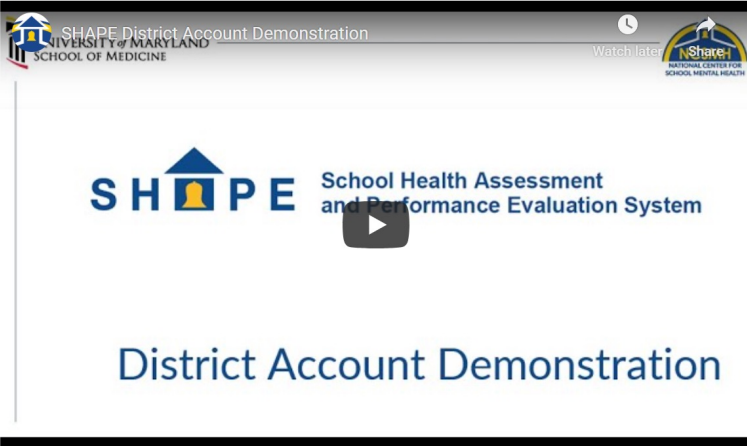 SHAPE District Account Demonstration
Watch later
Share
UNIVERSITY of MARYLAND
SCHOOL OF MEDICINE
NCSMH
NATIONAL CENTER FOR
SCHOOL MENTAL HEALTH
SHAPE
School Health Assessment
and Performance Evaluation System
District Account Demonstration